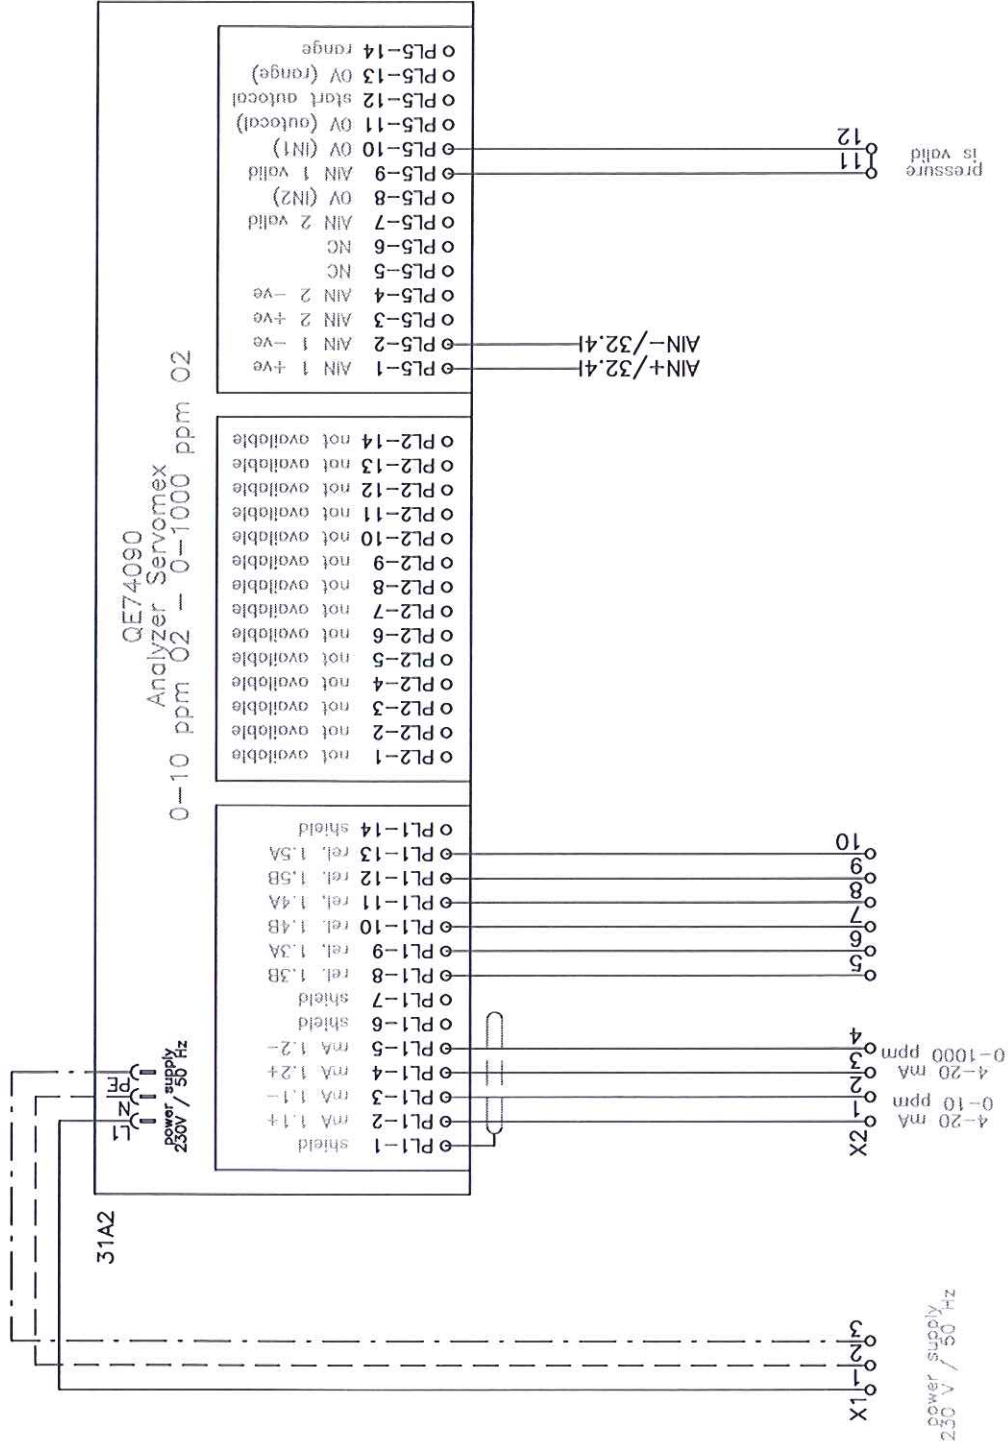 31A2
QE74090
Analyzer Servomex
0-10 ppm O2 - 0-1000 ppm O2
L1
N
PE
power supply
230V / 50 Hz
PL1-1 shield
PL1-2 mA 1.1+
PL1-3 mA 1.1-
PL1-4 mA 1.2+
PL1-5 mA 1.2-
PL1-6 shield
PL1-7 shield
PL1-8 rel. 1.3B
PL1-9 rel. 1.3A
PL1-10 rel. 1.4B
PL1-11 rel. 1.4A
PL1-12 rel. 1.5B
PL1-13 rel. 1.5A
PL1-14 shield
PL2-1 not available
PL2-2 not available
PL2-3 not available
PL2-4 not available
PL2-5 not available
PL2-6 not available
PL2-7 not available
PL2-8 not available
PL2-9 not available
PL2-10 not available
PL2-11 not available
PL2-12 not available
PL2-13 not available
PL2-14 not available
PL5-1 AIN 1 +ve
PL5-2 AIN 1 -ve
PL5-3 AIN 2 +ve
PL5-4 AIN 2 -ve
PL5-5 NC
PL5-6 NC
PL5-7 AIN 2 valid
PL5-8 0V (IN2)
PL5-9 AIN 1 valid
PL5-10 0V (IN1)
PL5-11 0V (autocal)
PL5-12 start autocal
PL5-13 0V (range)
PL5-14 range
AIN+/32.4
AIN-/32.4
X1
1
2
3
power supply
230 V / 50 Hz
X2
1
2
3
4
5
6
7
8
9
10
11
12
4-20 mA
0-10 ppm
4-20 mA
0-1000 ppm
pressure
is valid